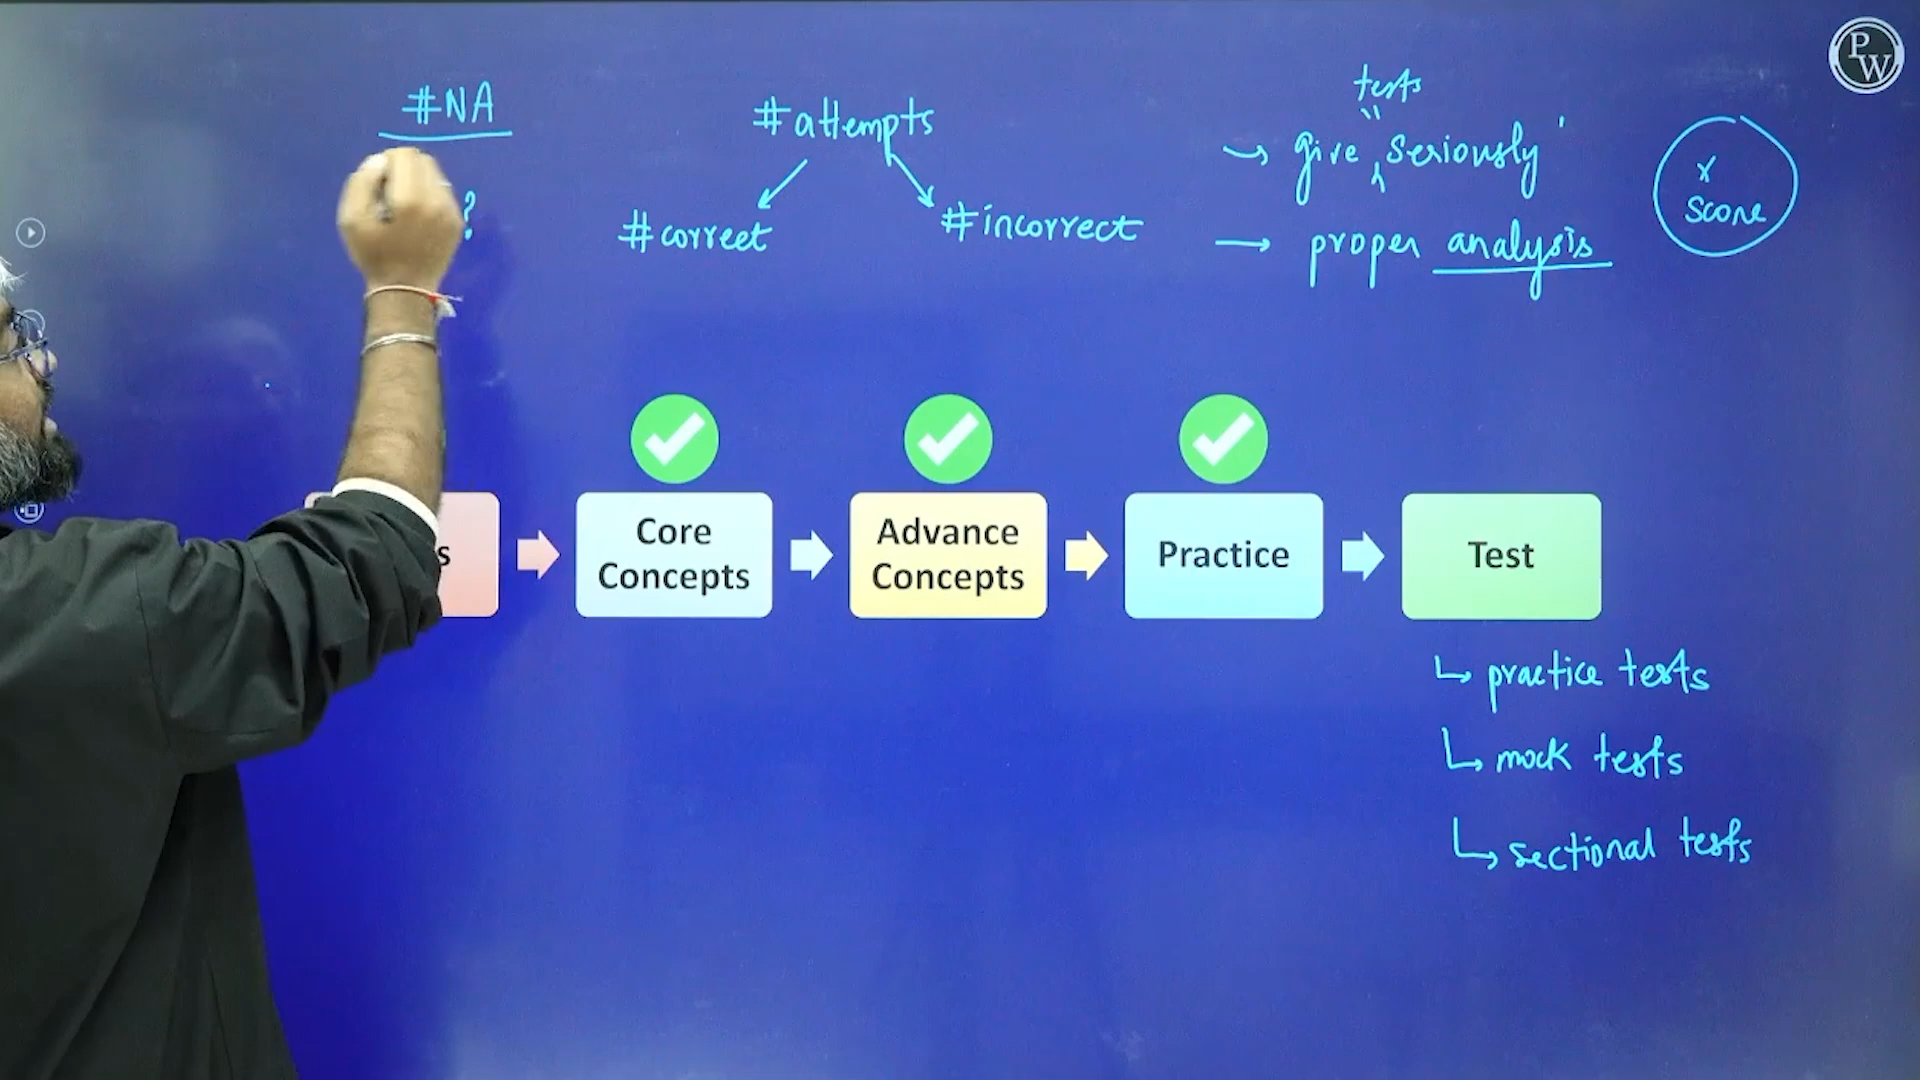 PW
#NA
?
#attempts
#correct
#incorrect
tests
→ give seriously
→ proper analysis
x
score
s
Core
Concepts
Advance
Concepts
Practice
Test
↳ practice tests
↳ mock tests
↳ sectional tests